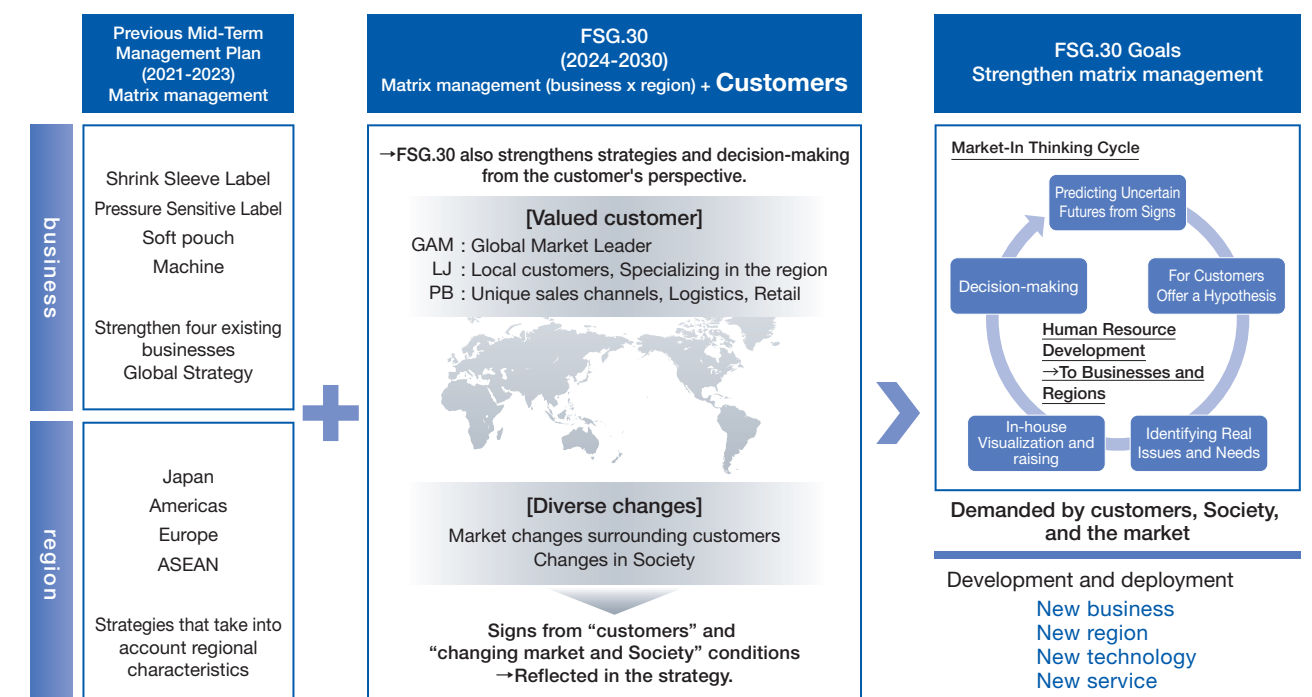 Previous Mid-Term
Management Plan
(2021-2023)
Matrix management
business
Shrink Sleeve Label
Pressure Sensitive Label
Soft pouch
Machine
Strengthen four existing
businesses
Global Strategy
region
Japan
Americas
Europe
ASEAN
Strategies that take into
account regional
characteristics
FSG.30
(2024-2030)
Matrix management (business x region) + Customers
→FSG.30 also strengthens strategies and decision-making
from the customer's perspective.
[Valued customer]
GAM : Global Market Leader
LJ : Local customers, Specializing in the region
PB : Unique sales channels, Logistics, Retail
[Diverse changes]
Market changes surrounding customers
Changes in Society
Signs from “customers” and
“changing market and Society” conditions
→Reflected in the strategy.
FSG.30 Goals
Strengthen matrix management
Market-In Thinking Cycle
Predicting Uncertain
Futures from Signs
For Customers
Offer a Hypothesis
Identifying Real
Issues and Needs
In-house
Visualization and
raising
Decision-making
Human Resource
Development
→To Businesses and
Regions
Demanded by customers, Society,
and the market
Development and deployment
New business
New region
New technology
New service